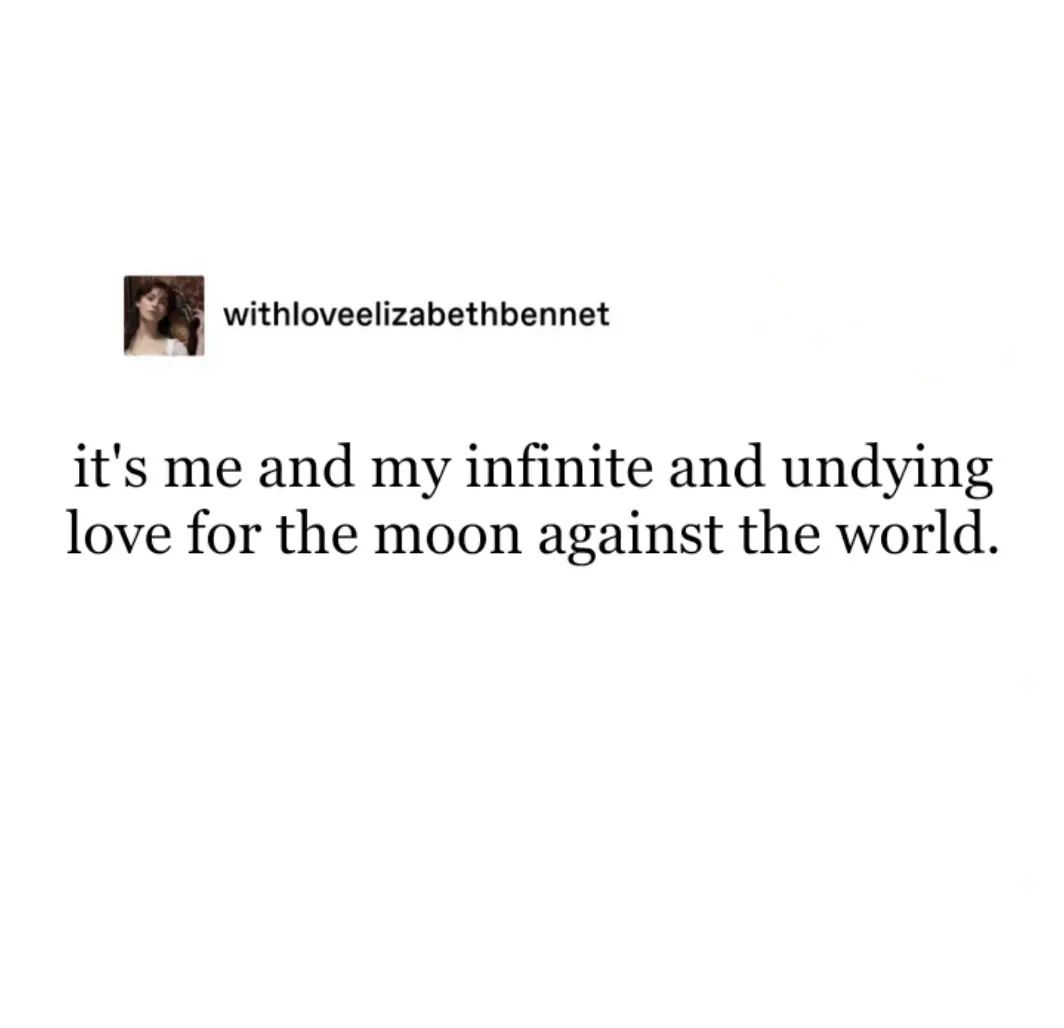 withloveelizabethbennet
it's me and my infinite and undying
love for the moon against the world.